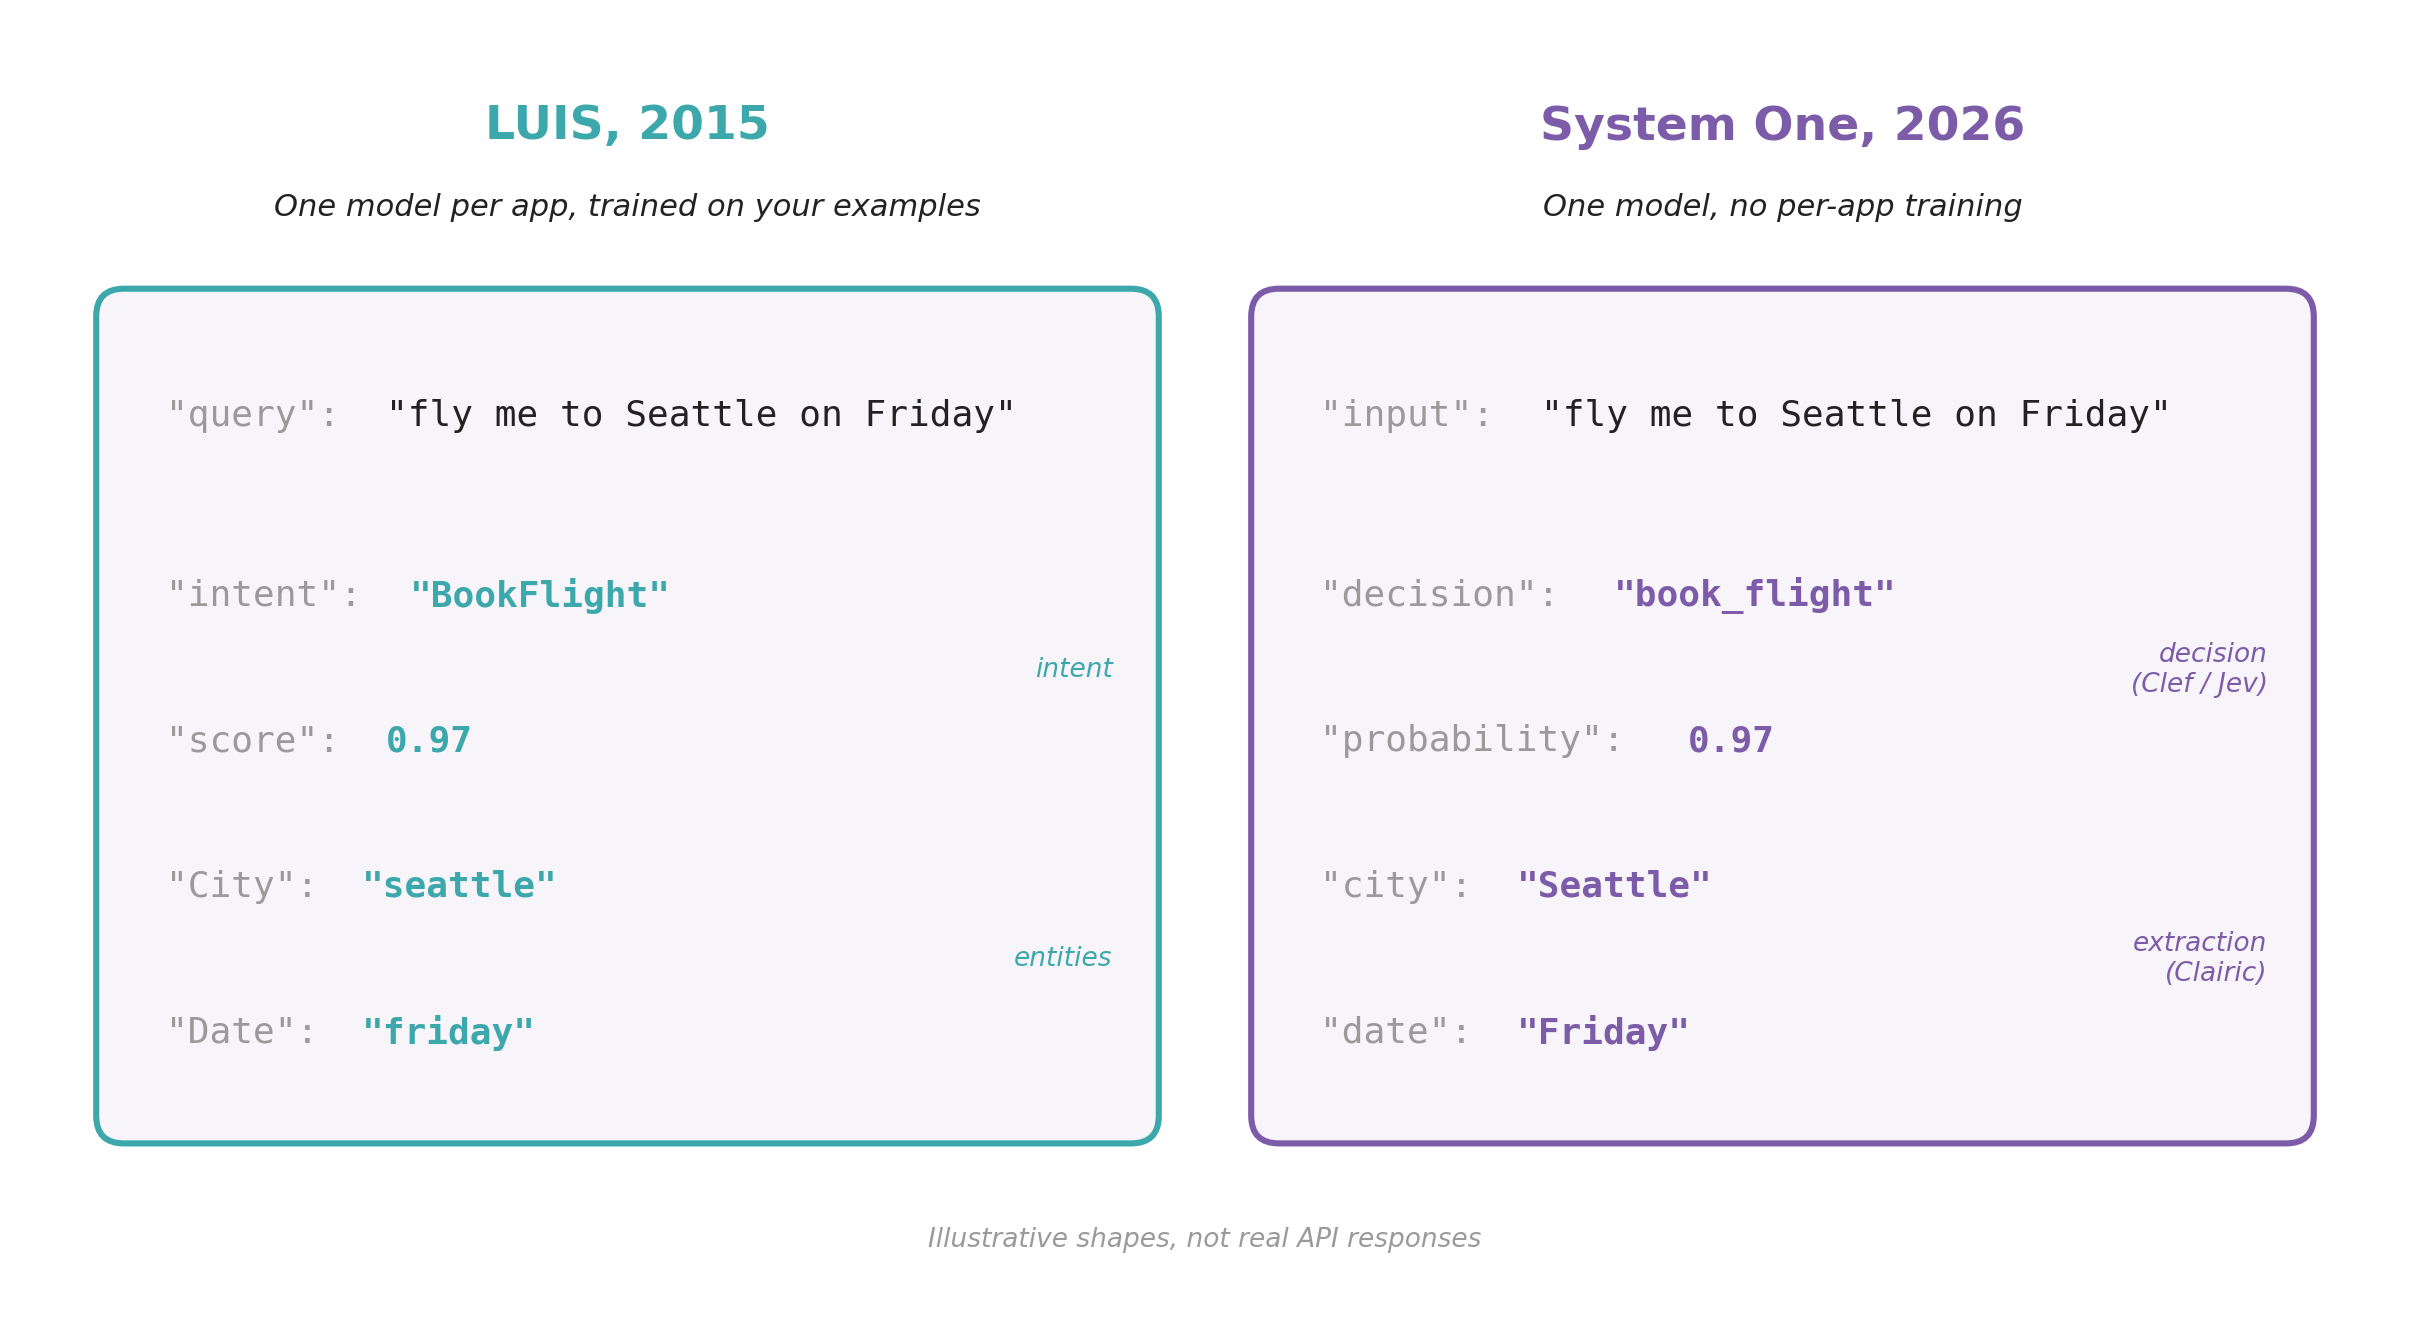 LUIS, 2015
One model per app, trained on your examples
"query": "fly me to Seattle on Friday"
"intent": "BookFlight"
intent
"score": 0.97
"City": "seattle"
entities
"Date": "friday"
System One, 2026
One model, no per-app training
"input": "fly me to Seattle on Friday"
"decision": "book_flight"
decision
(Clef / Jev)
"probability": 0.97
"city": "Seattle"
extraction
(Clairic)
"date": "Friday"
Illustrative shapes, not real API responses